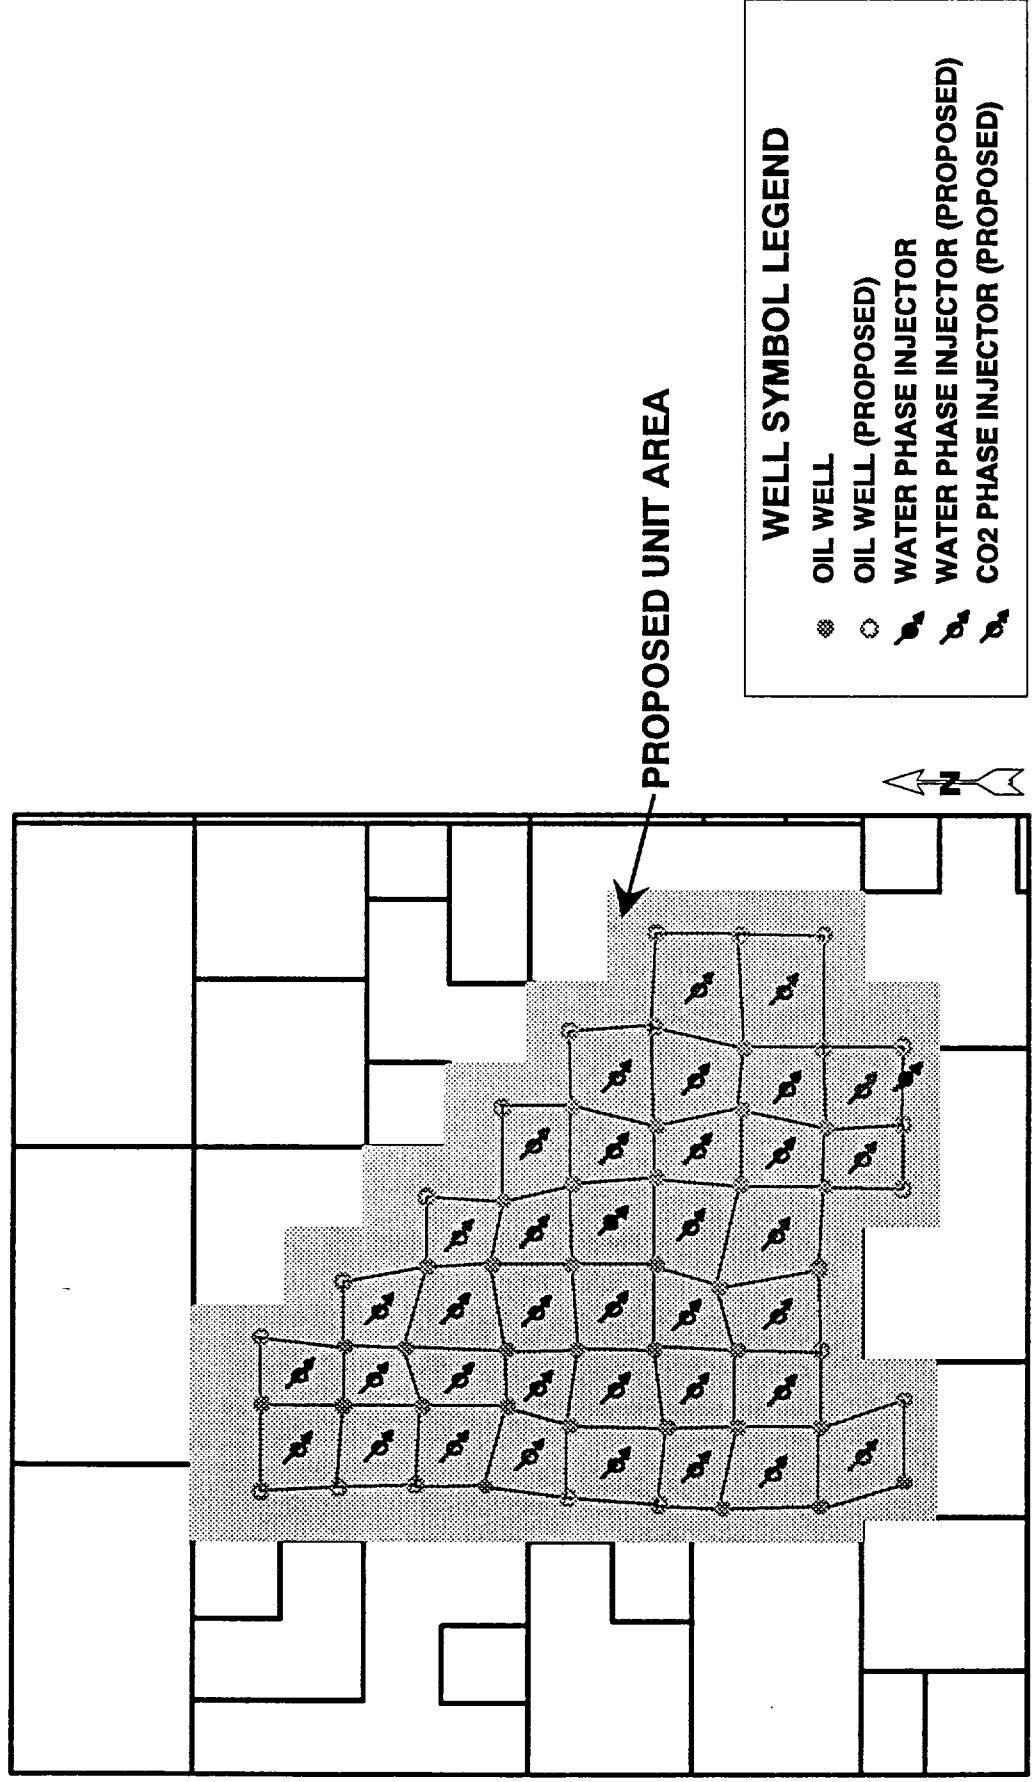 PROPOSED UNIT AREA
N
WELL SYMBOL LEGEND
OIL WELL
OIL WELL (PROPOSED)
WATER PHASE INJECTOR
WATER PHASE INJECTOR (PROPOSED)
CO2 PHASE INJECTOR (PROPOSED)